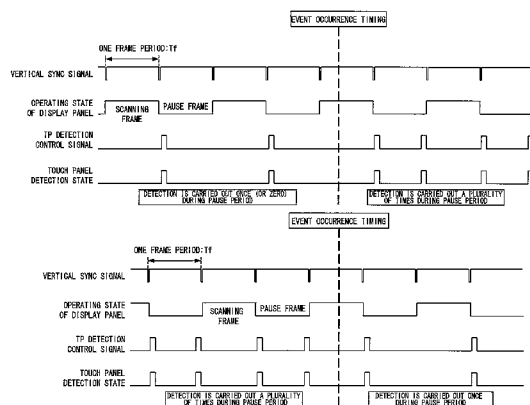 EVENT OCCURRENCE TIMING
ONE FRAME PERIOD:Tf
VERTICAL SYNC SIGNAL
OPERATING STATE
OF DISPLAY PANEL
SCANNING
FRAME
PAUSE FRAME
TP DETECTION
CONTROL SIGNAL
TOUCH PANEL
DETECTION STATE
DETECTION IS CARRIED OUT ONCE (OR ZERO)
DURING PAUSE PERIOD
DETECTION IS CARRIED OUT A PLURALITY
OF TIMES DURING PAUSE PERIOD
EVENT OCCURRENCE TIMING
ONE FRAME PERIOD:Tf
VERTICAL SYNC SIGNAL
OPERATING STATE
OF DISPLAY PANEL
SCANNING
FRAME
PAUSE FRAME
TP DETECTION
CONTROL SIGNAL
TOUCH PANEL
DETECTION STATE
DETECTION IS CARRIED OUT A PLURALITY
OF TIMES DURING PAUSE PERIOD
DETECTION IS CARRIED OUT ONCE
DURING PAUSE PERIOD